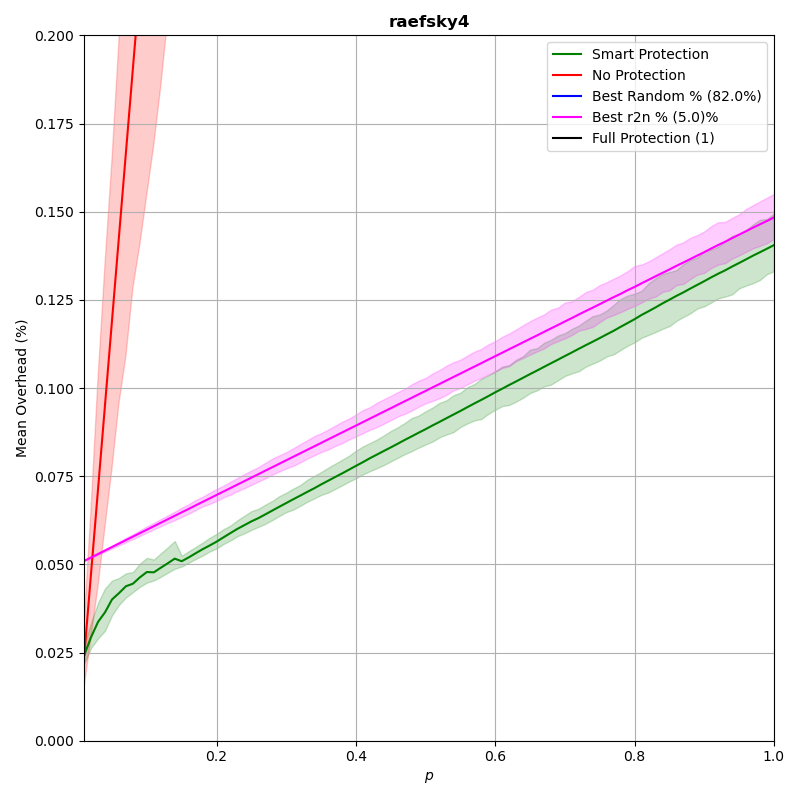 raefsky4
0.200
0.175
0.150
0.125
0.100
0.075
0.050
0.025
0.000
Mean Overhead (%)
Smart Protection
No Protection
Best Random % (82.0%)
Best r2n % (5.0)%
Full Protection (1)
0.2
0.4
0.6
0.8
1.0
p